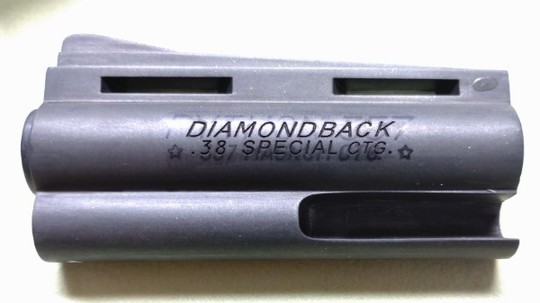 DIAMONDBACK
☆ .38 SPECIAL CTG. ☆